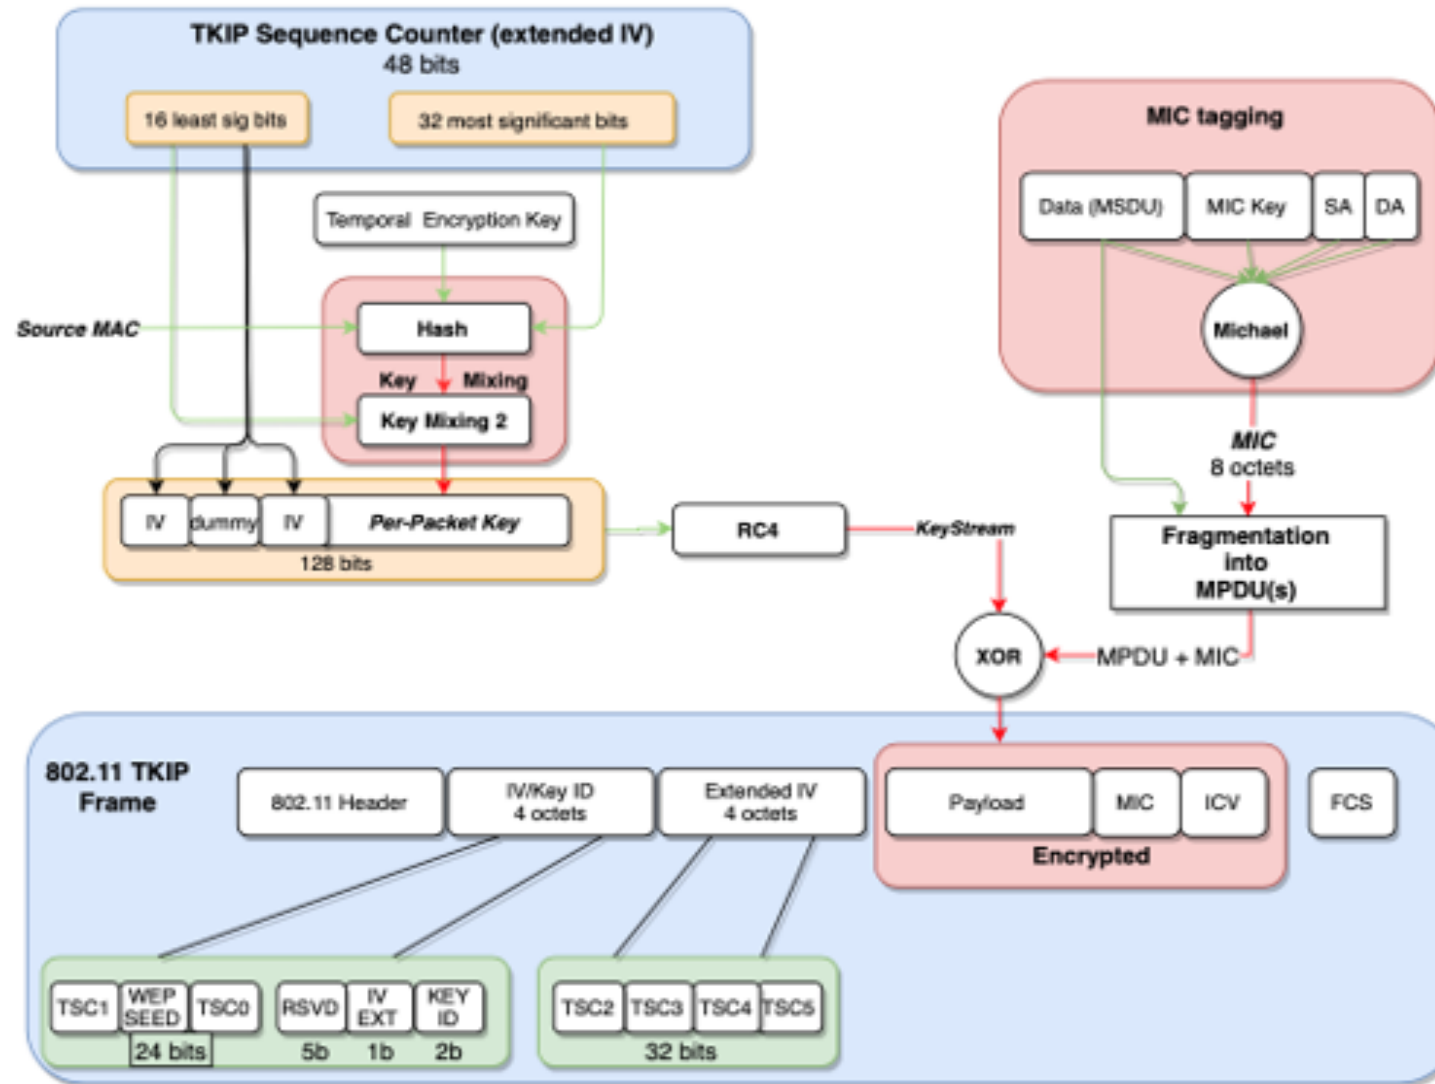 TKIP Sequence Counter (extended IV)
48 bits
16 least sig bits
32 most significant bits
Temporal Encryption Key
Source MAC
Hash
Key Mixing
Key Mixing 2
IV
dummy
IV
Per-Packet Key
128 bits
RC4
KeyStream
MIC tagging
Data (MSDU)
MIC Key
SA
DA
Michael
MIC
8 octets
Fragmentation
into
MPDU(s)
XOR
MPDU + MIC
802.11 TKIP
Frame
802.11 Header
IV/Key ID
4 octets
Extended IV
4 octets
Payload
MIC
ICV
Encrypted
FCS
TSC1
WEP
SEED
TSC0
24 bits
RSVD
IV
EXT
KEY
ID
5b
1b
2b
TSC2
TSC3
TSC4
TSC5
32 bits